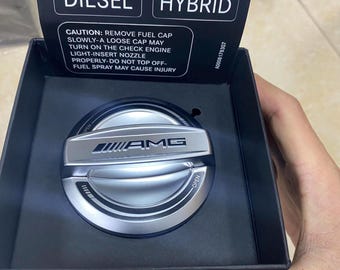 DIESEL
HYBRID
CAUTION: REMOVE FUEL CAP
SLOWLY-A LOOSE CAP MAY
TURN ON THE CHECK ENGINE
LIGHT-INSERT NOZZLE
PROPERLY-DO NOT TOP OFF-
FUEL SPRAY MAY CAUSE INJURY
AMG
OPEN